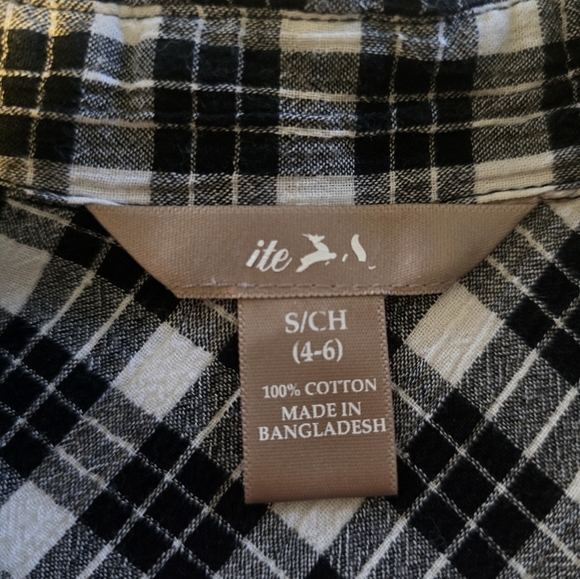 ite
S/CH
(4-6)
100% COTTON
MADE IN
BANGLADESH